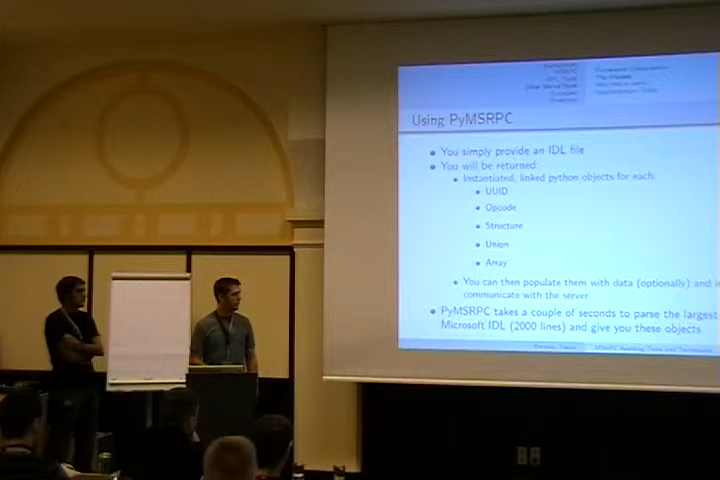 Using PyMSRPC
You simply provide an IDL file
You will be returned:
Instantiated, linked python objects for each:
UUID
Opcode
Structure
Union
Array
You can then populate them with data (optionally) and
communicate with the server
PyMSRPC takes a couple of seconds to parse the largest
Microsoft IDL (2000 lines) and give you these objects